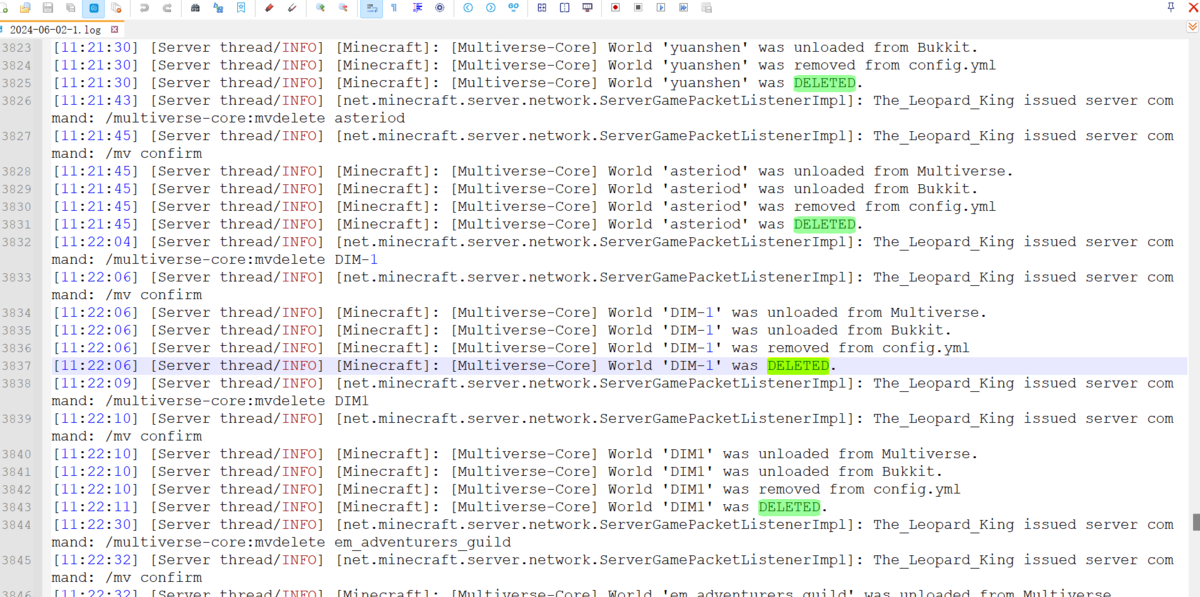 2024-06-02-1.log
3823 [11:21:30] [Server thread/INFO] [Minecraft]: [Multiverse-Core] World 'yuanshen' was unloaded from Bukkit.
3824 [11:21:30] [Server thread/INFO] [Minecraft]: [Multiverse-Core] World 'yuanshen' was removed from config.yml
3825 [11:21:30] [Server thread/INFO] [Minecraft]: [Multiverse-Core] World 'yuanshen' was DELETED.
3826 [11:21:43] [Server thread/INFO] [net.minecraft.server.network.ServerGamePacketListenerImpl]: The_Leopard_King issued server com
mand: /multiverse-core:mvdelete asteriod
3827 [11:21:45] [Server thread/INFO] [net.minecraft.server.network.ServerGamePacketListenerImpl]: The_Leopard_King issued server com
mand: /mv confirm
3828 [11:21:45] [Server thread/INFO] [Minecraft]: [Multiverse-Core] World 'asteriod' was unloaded from Multiverse.
3829 [11:21:45] [Server thread/INFO] [Minecraft]: [Multiverse-Core] World 'asteriod' was unloaded from Bukkit.
3830 [11:21:45] [Server thread/INFO] [Minecraft]: [Multiverse-Core] World 'asteriod' was removed from config.yml
3831 [11:21:45] [Server thread/INFO] [Minecraft]: [Multiverse-Core] World 'asteriod' was DELETED.
3832 [11:22:04] [Server thread/INFO] [net.minecraft.server.network.ServerGamePacketListenerImpl]: The_Leopard_King issued server com
mand: /multiverse-core:mvdelete DIM-1
3833 [11:22:06] [Server thread/INFO] [net.minecraft.server.network.ServerGamePacketListenerImpl]: The_Leopard_King issued server com
mand: /mv confirm
3834 [11:22:06] [Server thread/INFO] [Minecraft]: [Multiverse-Core] World 'DIM-1' was unloaded from Multiverse.
3835 [11:22:06] [Server thread/INFO] [Minecraft]: [Multiverse-Core] World 'DIM-1' was unloaded from Bukkit.
3836 [11:22:06] [Server thread/INFO] [Minecraft]: [Multiverse-Core] World 'DIM-1' was removed from config.yml
3837 [11:22:06] [Server thread/INFO] [Minecraft]: [Multiverse-Core] World 'DIM-1' was DELETED.
3838 [11:22:09] [Server thread/INFO] [net.minecraft.server.network.ServerGamePacketListenerImpl]: The_Leopard_King issued server com
mand: /multiverse-core:mvdelete DIM1
3839 [11:22:10] [Server thread/INFO] [net.minecraft.server.network.ServerGamePacketListenerImpl]: The_Leopard_King issued server com
mand: /mv confirm
3840 [11:22:10] [Server thread/INFO] [Minecraft]: [Multiverse-Core] World 'DIM1' was unloaded from Multiverse.
3841 [11:22:10] [Server thread/INFO] [Minecraft]: [Multiverse-Core] World 'DIM1' was unloaded from Bukkit.
3842 [11:22:10] [Server thread/INFO] [Minecraft]: [Multiverse-Core] World 'DIM1' was removed from config.yml
3843 [11:22:11] [Server thread/INFO] [Minecraft]: [Multiverse-Core] World 'DIM1' was DELETED.
3844 [11:22:30] [Server thread/INFO] [net.minecraft.server.network.ServerGamePacketListenerImpl]: The_Leopard_King issued server com
mand: /multiverse-core:mvdelete em_adventurers_guild
3845 [11:22:32] [Server thread/INFO] [net.minecraft.server.network.ServerGamePacketListenerImpl]: The_Leopard_King issued server com
mand: /mv confirm
3846 [11:22:32] [Server thread/INFO] [Minecraft]: [Multiverse-Core] World 'em_adventurers_guild' was unloaded from Multiverse.